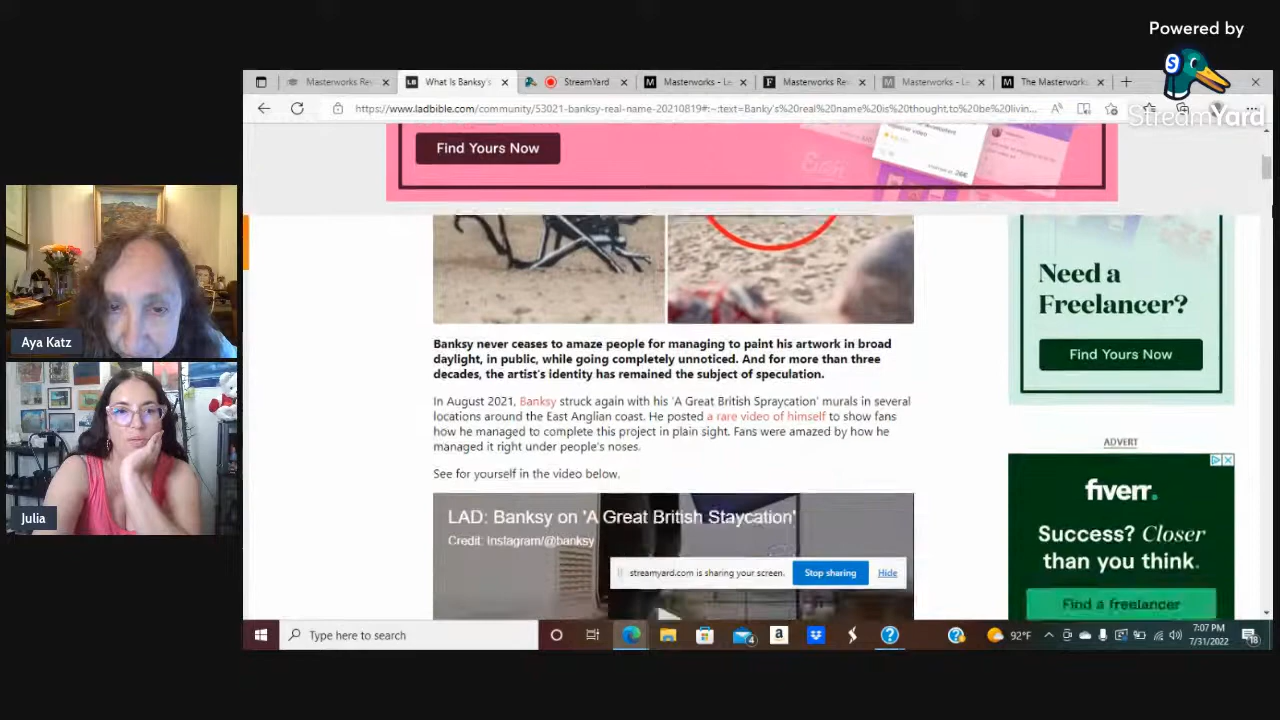 Powered by
StreamYard
Masterworks Rev
What Is Banksy's
StreamYard
Masterworks - Le
Masterworks Rev
Masterworks - Le
The Masterworks
https://www.ladbible.com/community/53021-banksy-real-name-20210819#:~:text=Banky's%20real%20name%20is%20thought,to%20be%20livin...
Find Yours Now
Need a
Freelancer?
Find Yours Now
Banksy never ceases to amaze people for managing to paint his artwork in broad
daylight, in public, while going completely unnoticed. And for more than three
decades, the artist's identity has remained the subject of speculation.
In August 2021, Banksy struck again with his 'A Great British Spraycation' murals in several
locations around the East Anglian coast. He posted a rare video of himself to show fans
how he managed to complete this project in plain sight. Fans were amazed by how he
managed it right under people's noses.
See for yourself in the video below.
ADVERT
fiverr.
Success? Closer
than you think.
Find a freelancer
LAD: Banksy on 'A Great British Staycation'
Credit: Instagram/@banksy
streamyard.com is sharing your screen.
Stop sharing
Hide
Aya Katz
Julia
Type here to search
4
92°F
7:07 PM
7/31/2022
18